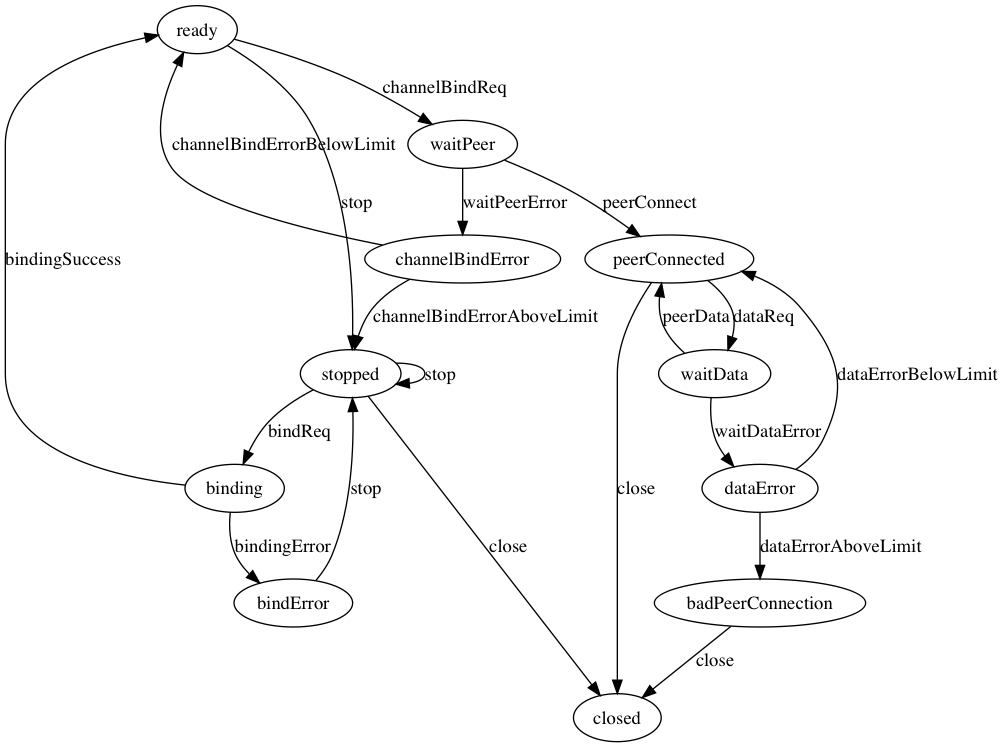 ready
channelBindReq
channelBindErrorBelowLimit
waitPeer
stop
waitPeerError
peerConnect
channelBindError
peerConnected
bindingSuccess
channelBindErrorAboveLimit
peerData
dataReq
stopped
stop
waitData
dataErrorBelowLimit
bindReq
waitDataError
binding
stop
close
dataError
bindingError
close
dataErrorAboveLimit
bindError
badPeerConnection
close
closed